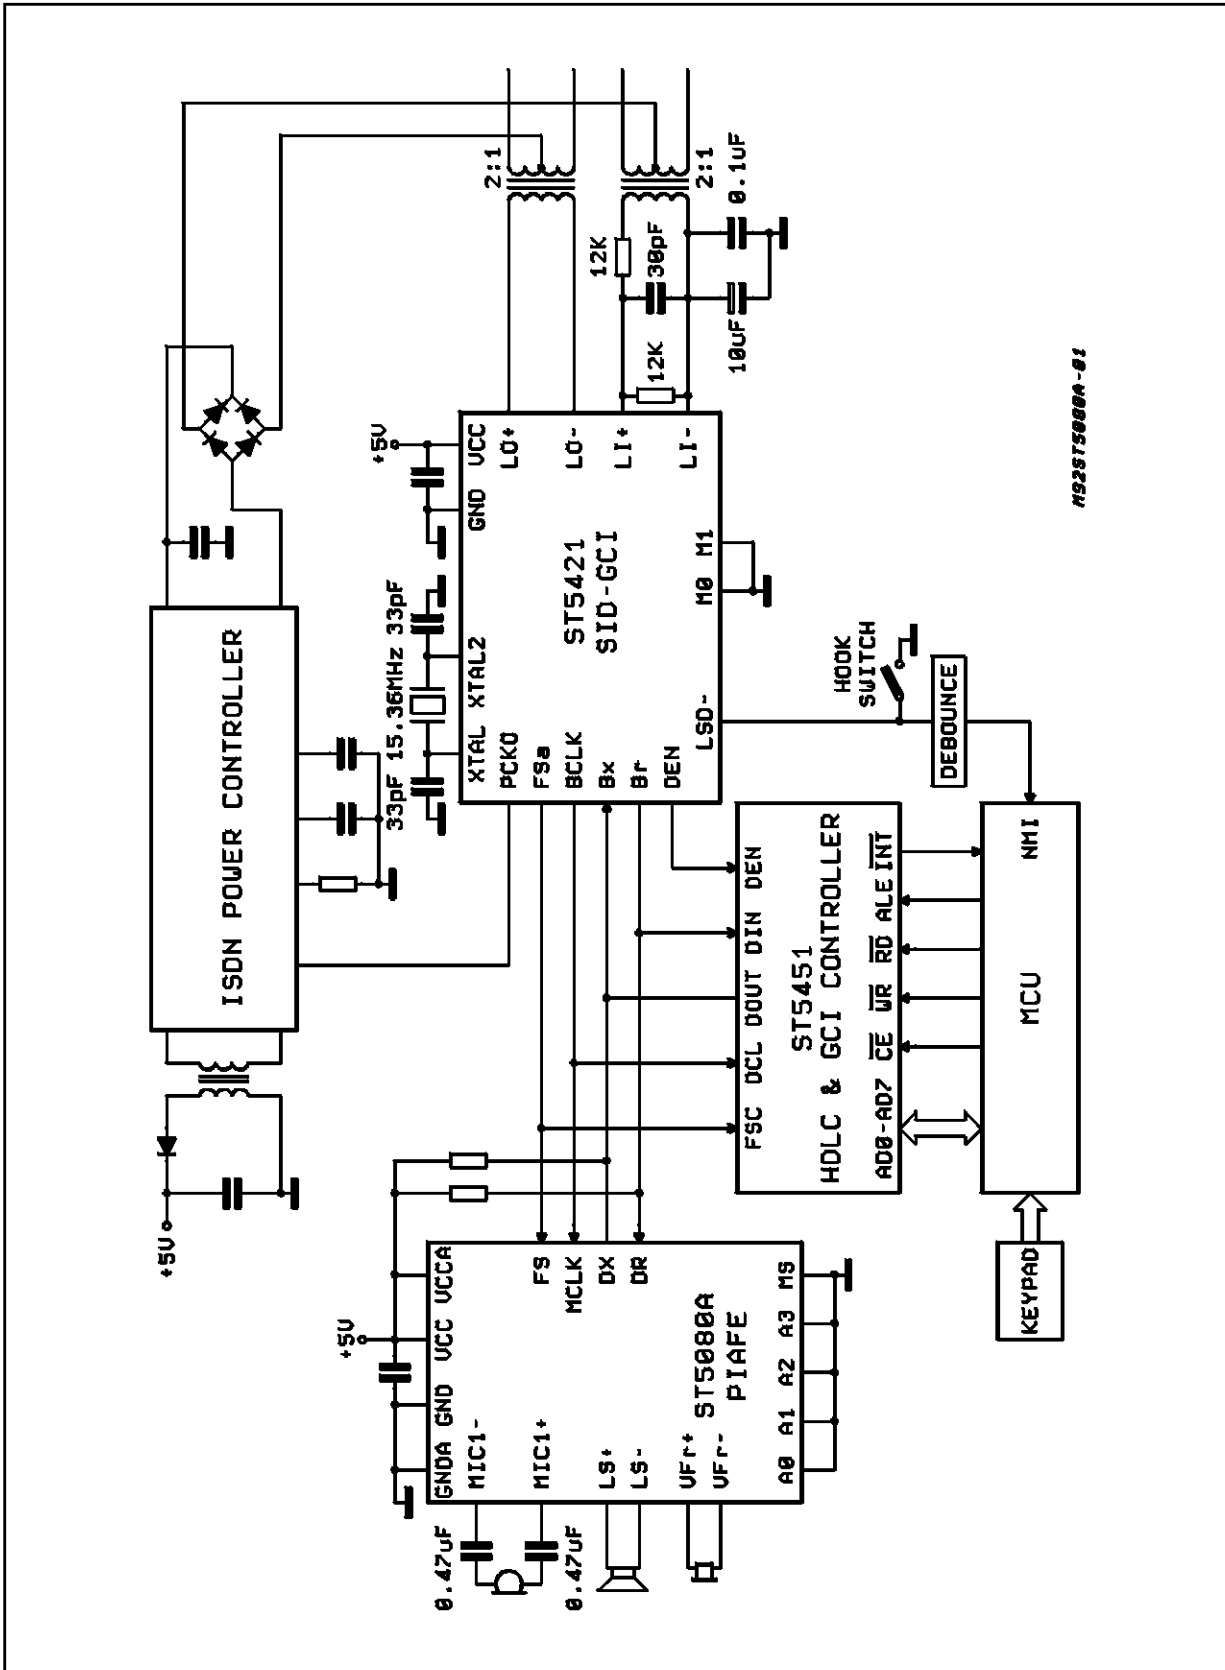 +5V
ISDN POWER CONTROLLER
2:1
2:1
12K
30pF
0.1uF
10uF
12K
+5V
33pF 15.36MHz 33pF
XTAL XTAL2 GND VCC
PCKO LO+
FSa
BCLK LO-
Bx LI+
Br
DEN LI-
ST5421
SID-GCI
LSD- M0 M1
HOOK
SWITCH
DEBOUNCE
+5V
GNDA GND VCC VCCA
0.47uF
MIC1- FS
MIC1+ MCLK
0.47uF
LS+ DX
LS- DR
VFr+
VFr-
ST5080A
PIAFE
A0 A1 A2 A3 MS
FSC DCL DOUT DIN DEN
ST5451
HDLC & GCI CONTROLLER
AD0-AD7 CE WR RD ALE INT
NMI
MCU
KEYPAD
M92ST5080A-01